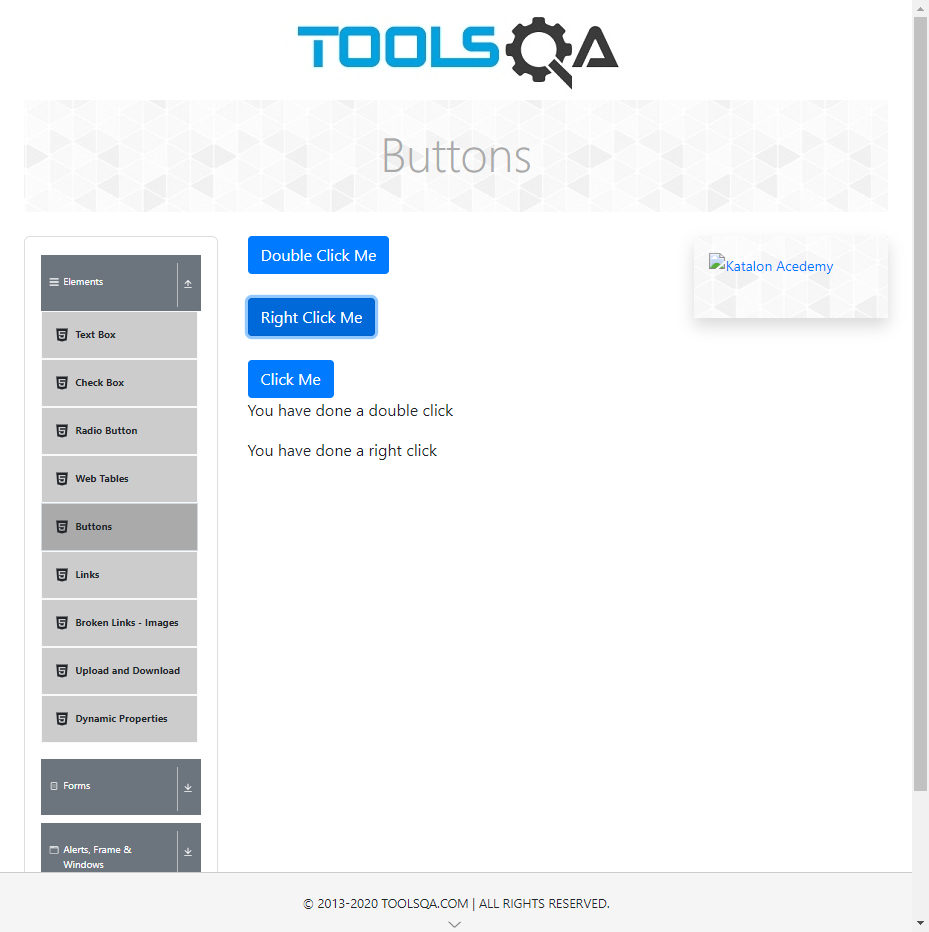 TOOLSQA
Buttons
Elements
Text Box
Check Box
Radio Button
Web Tables
Buttons
Links
Broken Links - Images
Upload and Download
Dynamic Properties
Forms
Alerts, Frame &
Windows
Double Click Me
Right Click Me
Click Me
You have done a double click
You have done a right click
Katalon Acedemy
© 2013-2020 TOOLSQA.COM | ALL RIGHTS RESERVED.